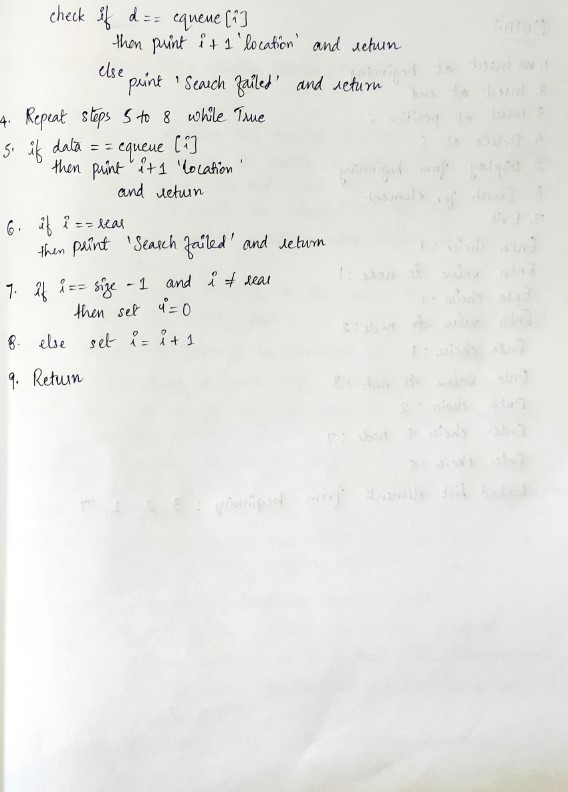 check if d == cqueue [i]
then print i + 1 'location' and return
else
print 'Search failed' and return
4. Repeat steps 5 to 8 while True
5. if data == cqueue [i]
then print i+1 'location'
and return
6. if i == rear
then print 'Search failed' and return
7. if i == size - 1 and i ≠ rear
then set i = 0
8. else set i = i + 1
9. Return